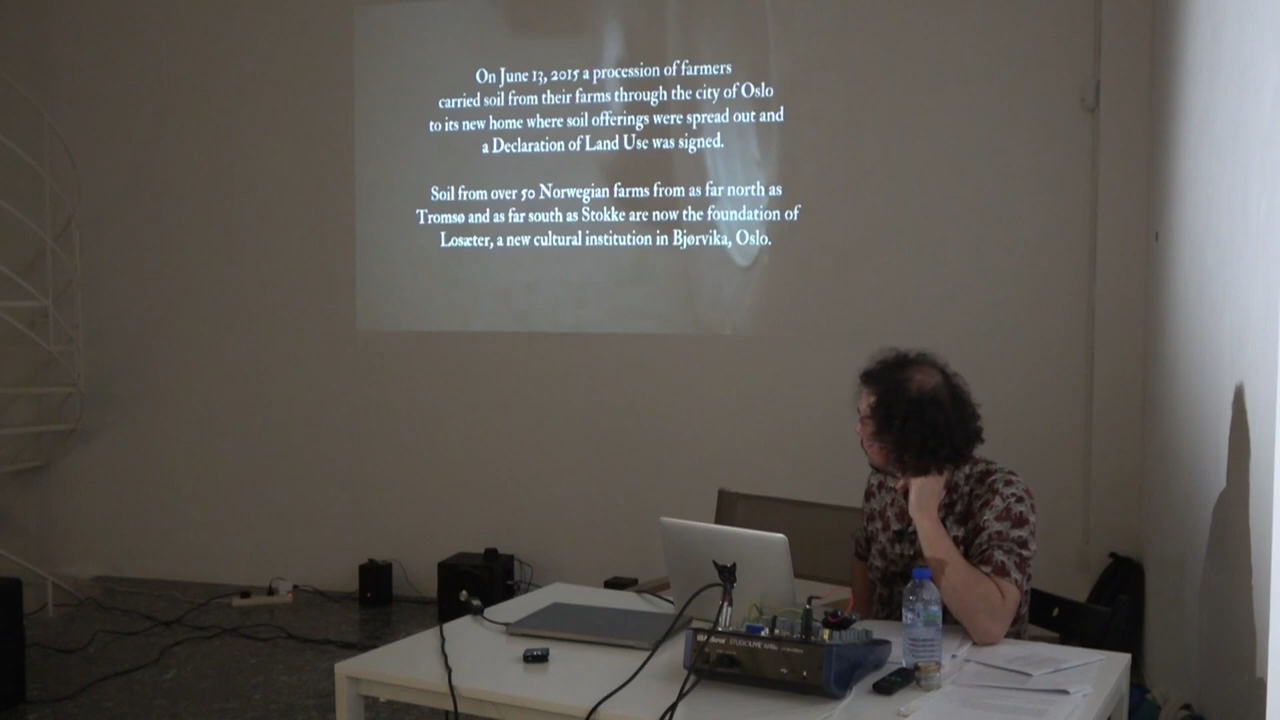 On June 13, 2015 a procession of farmers
carried soil from their farms through the city of Oslo
to its new home where soil offerings were spread out and
a Declaration of Land Use was signed.
Soil from over 50 Norwegian farms from as far north as
Tromsø and as far south as Stokke are now the foundation of
Losæter, a new cultural institution in Bjørvika, Oslo.
STUDIOLIVE